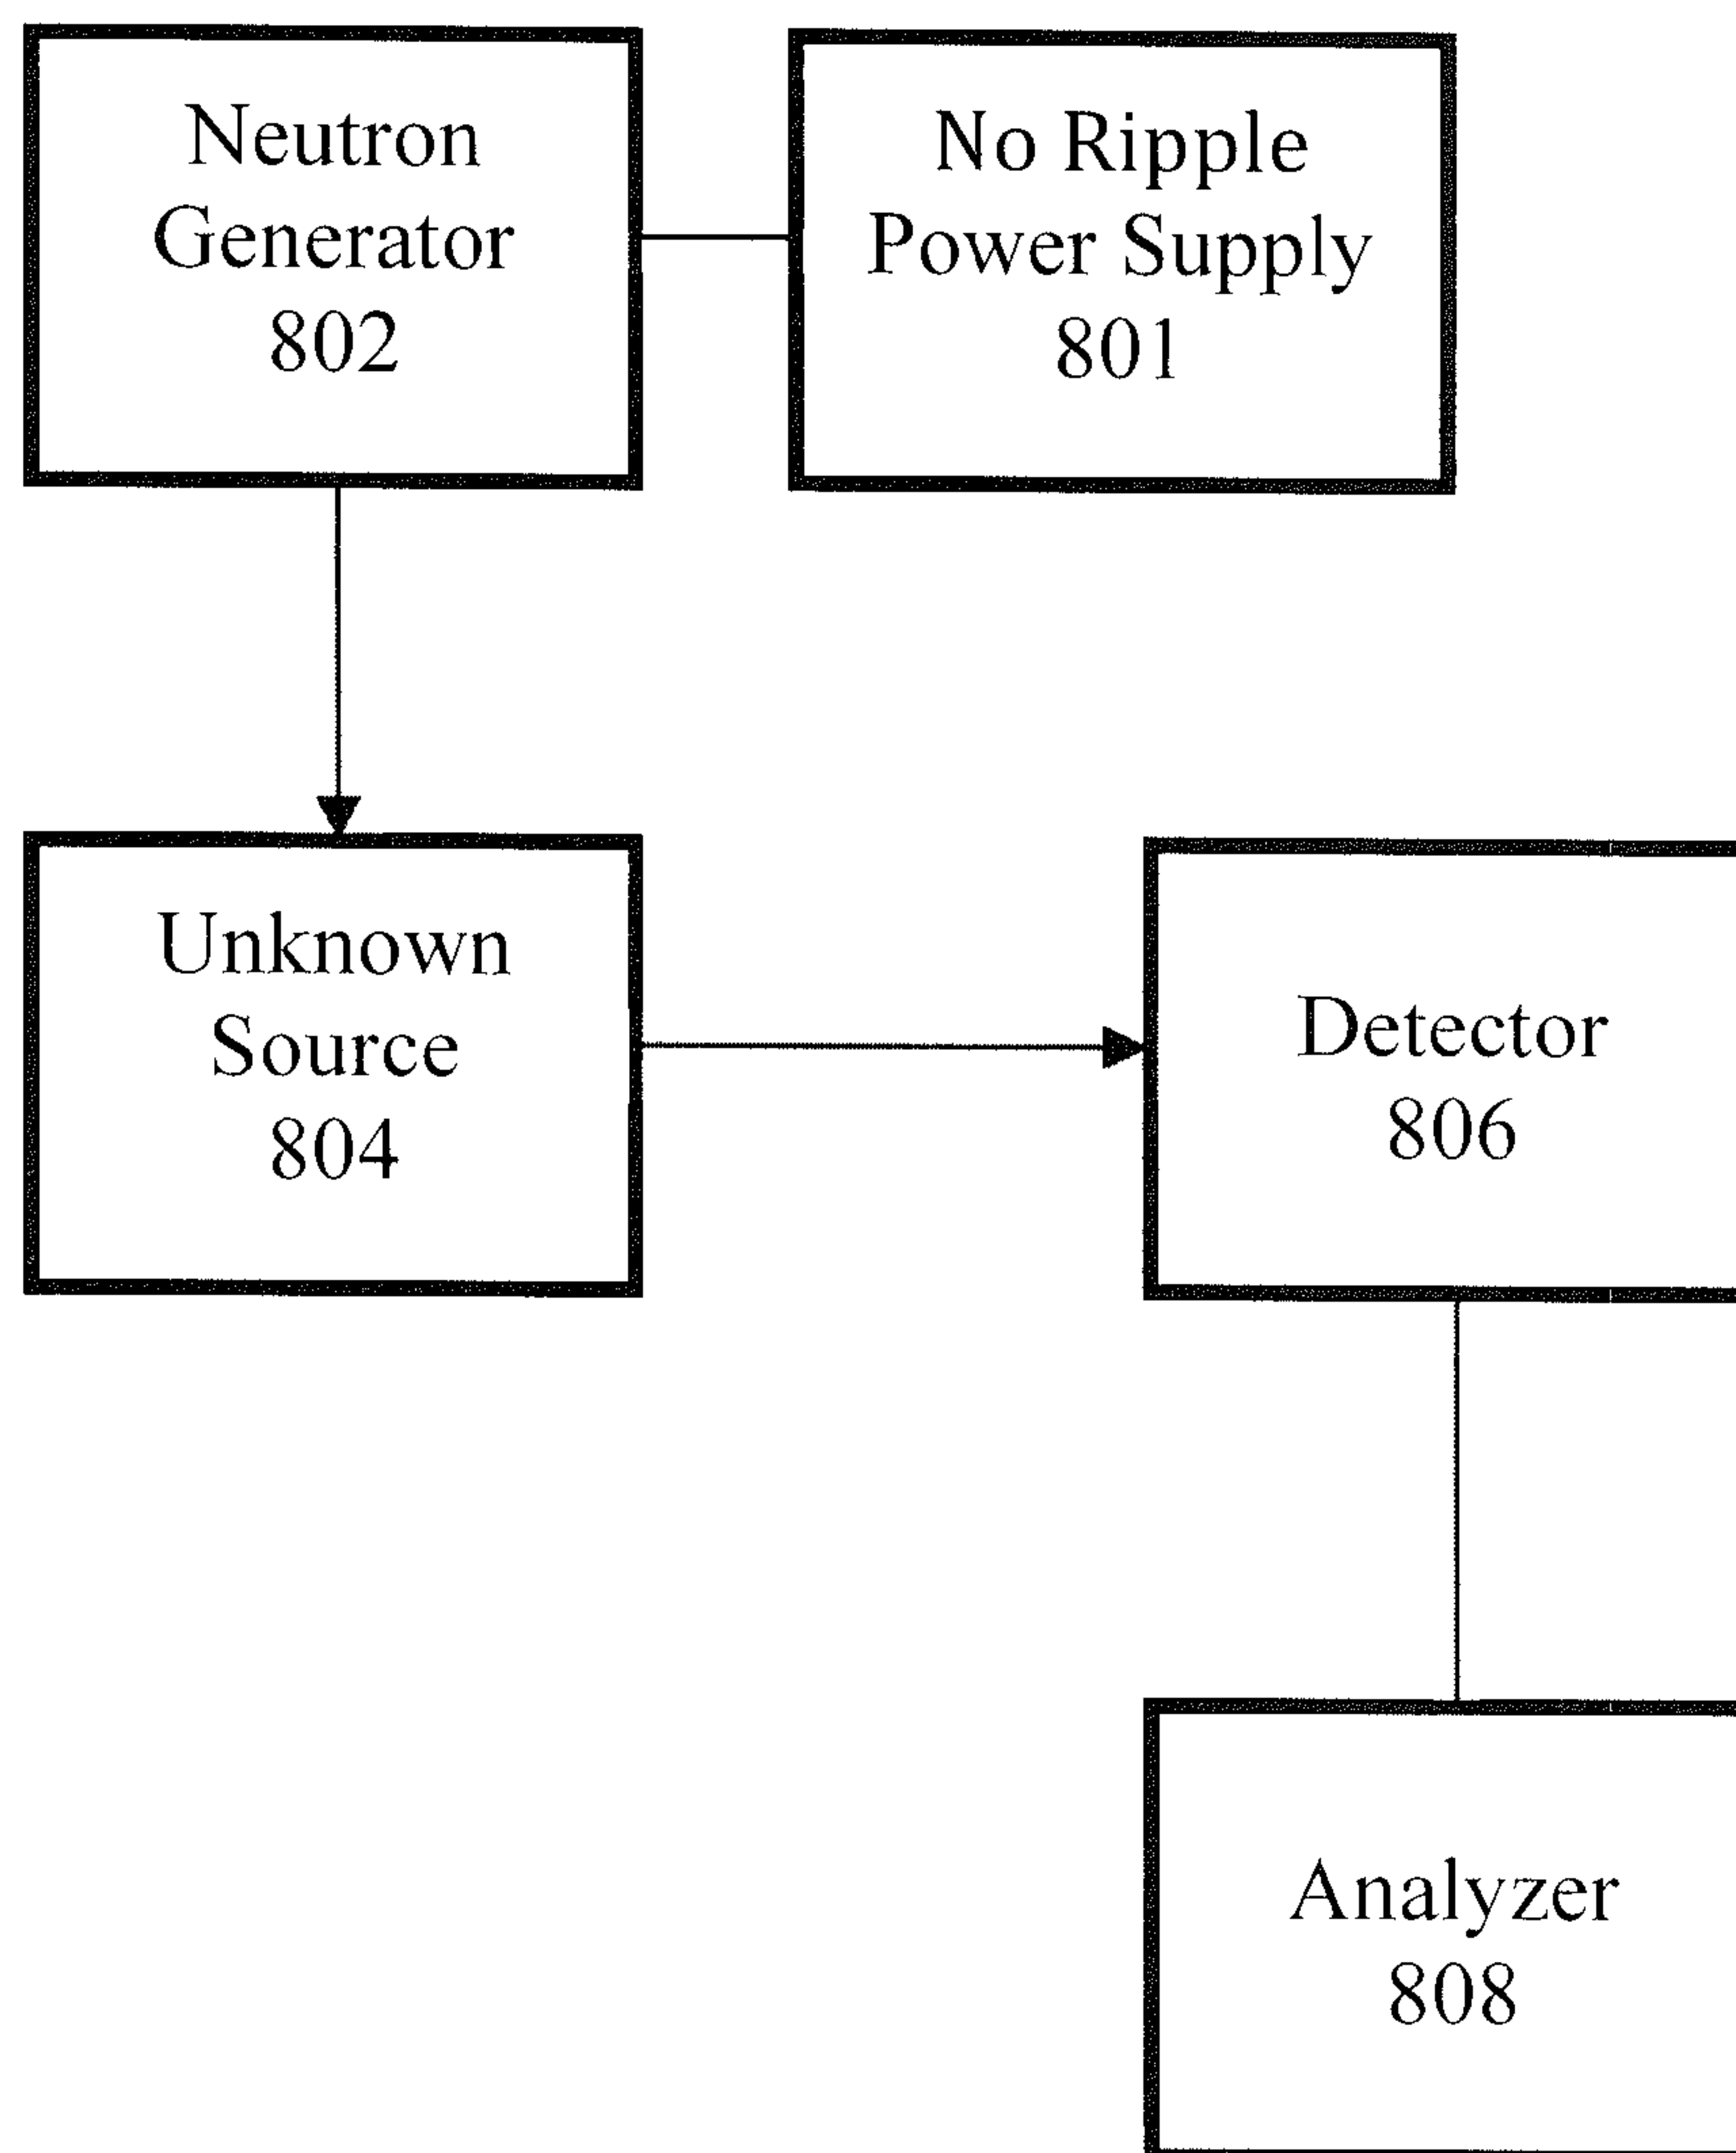 Neutron
Generator
802
No Ripple
Power Supply
801
Unknown
Source
804
Detector
806
Analyzer
808